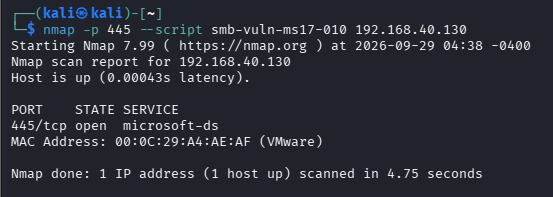 ┌──(kali㉿kali)-[~]
└─$ nmap -p 445 --script smb-vuln-ms17-010 192.168.40.130
Starting Nmap 7.99 ( https://nmap.org ) at 2026-09-29 04:38 -0400
Nmap scan report for 192.168.40.130
Host is up (0.00043s latency).
PORT    STATE SERVICE
445/tcp open  microsoft-ds
MAC Address: 00:0C:29:A4:AE:AF (VMware)
Nmap done: 1 IP address (1 host up) scanned in 4.75 seconds